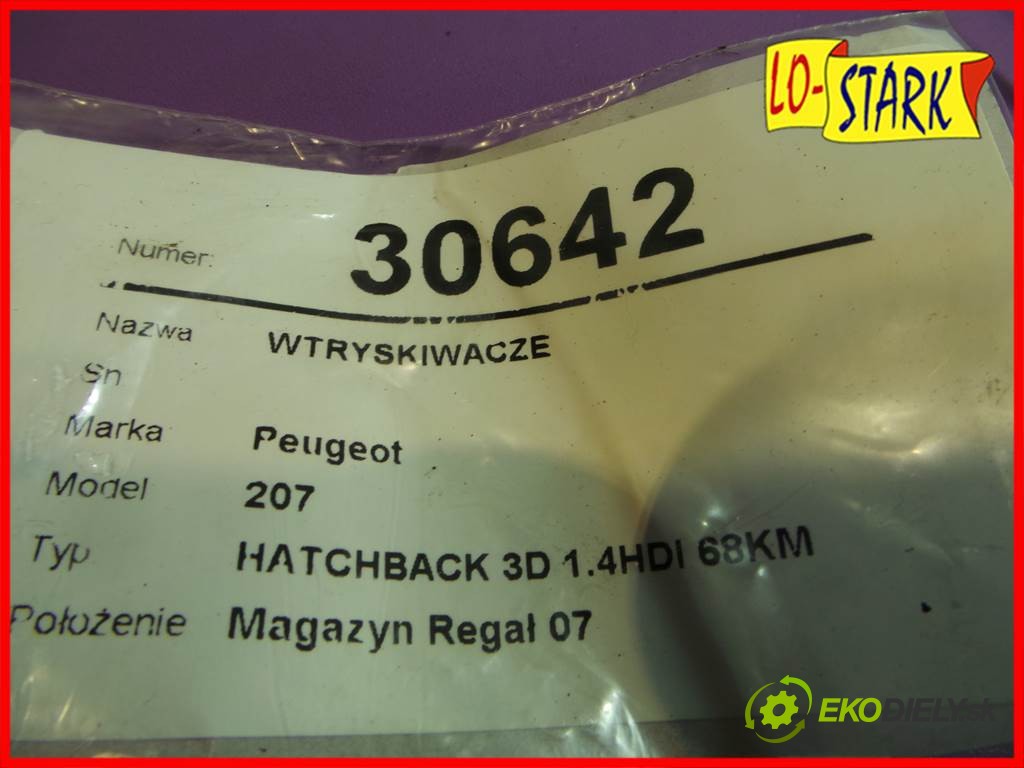 LO-STARK
Numer: 30642
Nazwa WTRYSKIWACZE
Sn
Marka Peugeot
Model 207
Typ HATCHBACK 3D 1.4HDI 68KM
Położenie Magazyn Regał 07
EKODIELY.sk